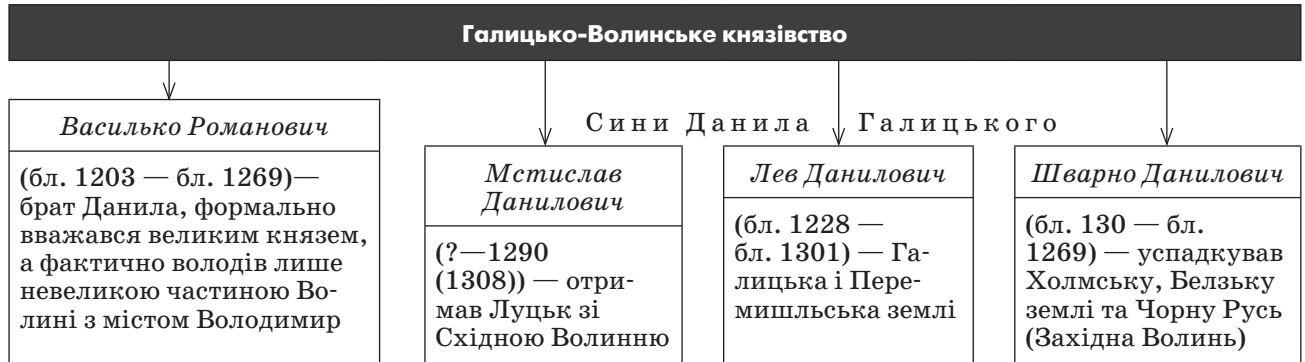 Галицько-Волинське князівство
Василько Романович
(бл. 1203 — бл. 1269)—
брат Данила, формально
вважався великим князем,
а фактично володів лише
невеликою частиною Во-
лині з містом Володимир
Сини Данила Галицького
Мстислав
Данилович
(?—1290
(1308)) — отри-
мав Луцьк зі
Східною Волинню
Лев Данилович
(бл. 1228 —
бл. 1301) — Га-
лицька і Пере-
мишльська землі
Шварно Данилович
(бл. 130 — бл.
1269) — успадкував
Холмську, Белзьку
землі та Чорну Русь
(Західна Волинь)